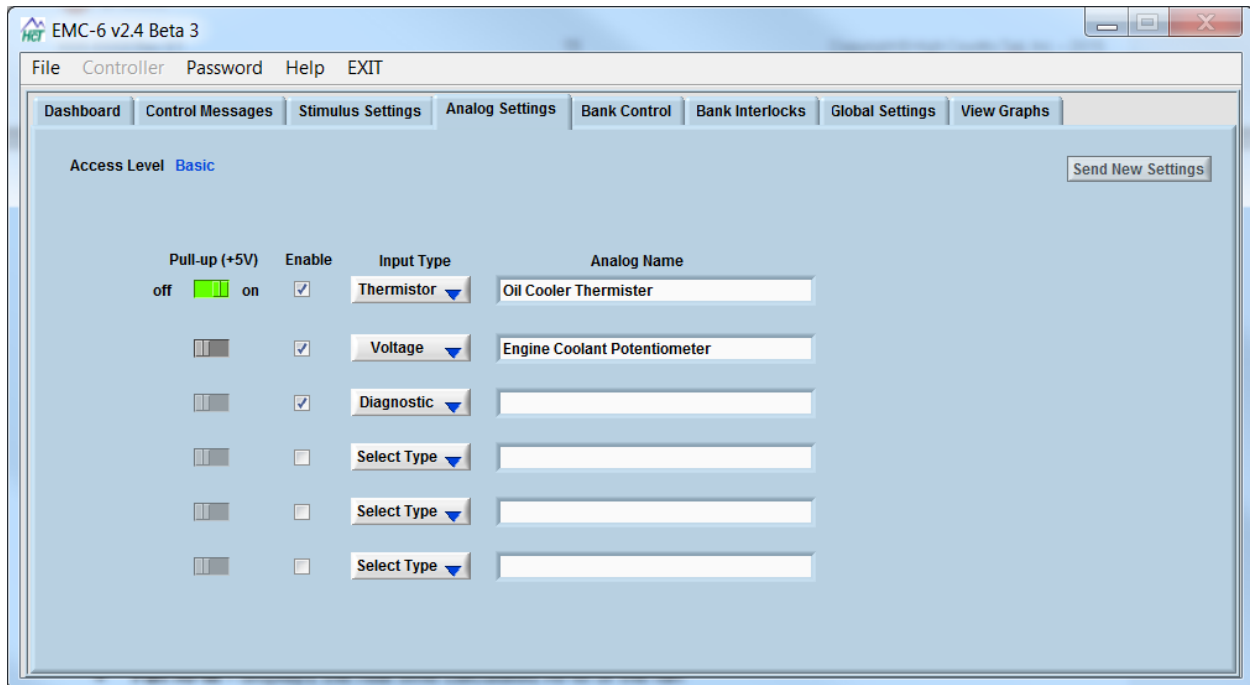 HCT EMC-6 v2.4 Beta 3
File Controller Password Help EXIT
Dashboard Control Messages Stimulus Settings Analog Settings Bank Control Bank Interlocks Global Settings View Graphs
Access Level Basic
Send New Settings
Pull-up (+5V) Enable Input Type Analog Name
off on Thermistor Oil Cooler Thermister
Voltage Engine Coolant Potentiometer
Diagnostic
Select Type
Select Type
Select Type